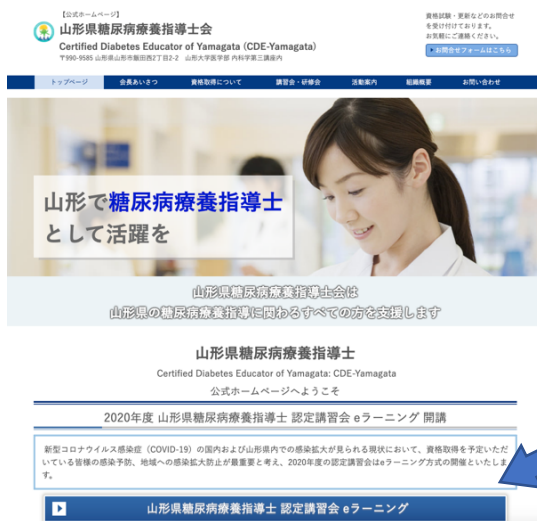 【公式ホームページ】
山形県糖尿病療養指導士会
Certified Diabetes Educator of Yamagata (CDE-Yamagata)
〒990-9585 山形県山形市飯田西2丁目2-2 山形大学医学部 内科学第三講座内
資格試験・更新などのお問合せ
を受け付けております。
お気軽にご連絡ください。
お問合せフォームはこちら
トップページ 会長あいさつ 資格取得について 講習会・研修会 活動案内 組織概要 お問い合わせ
山形で糖尿病療養指導士
として活躍を
山形県糖尿病療養指導士会は
山形県の糖尿病療養指導に関わるすべての方を支援します
山形県糖尿病療養指導士
Certified Diabetes Educator of Yamagata: CDE-Yamagata
公式ホームページへようこそ
2020年度 山形県糖尿病療養指導士 認定講習会 eラーニング 開講
新型コロナウイルス感染症（COVID-19）の国内および山形県内での感染拡大が見られる現状において、資格取得を予定いただ
いている皆様の感染予防、地域への感染拡大防止が最重要と考え、2020年度の認定講習会はeラーニング方式の開催といたしま
す。
山形県糖尿病療養指導士 認定講習会 eラーニング